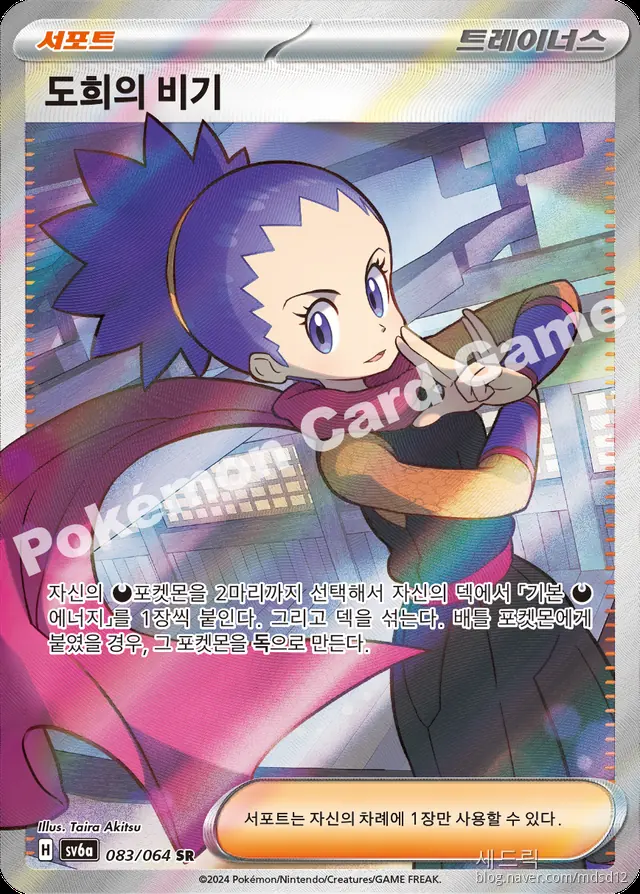 서포트
트레이너스
도희의 비기
Pokémon Card Game
자신의 포켓몬을 2마리까지 선택해서 자신의 덱에서 「기본
에너지」를 1장씩 붙인다. 그리고 덱을 섞는다. 배틀 포켓몬에게
붙였을 경우, 그 포켓몬을 독으로 만든다.
서포트는 자신의 차례에 1장만 사용할 수 있다.
Illus. Taira Akitsu
H sv6a 083/064 SR
세드릭
blog.naver.com/mdsd12
©2024 Pokémon/Nintendo/Creatures/GAME FREAK.